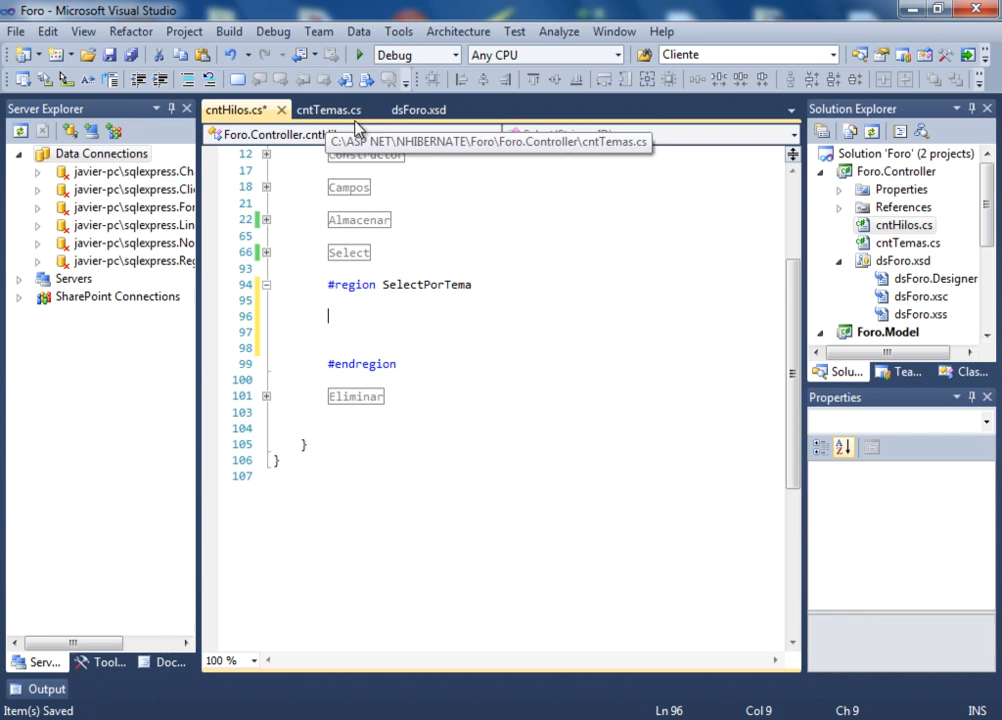 Foro - Microsoft Visual Studio
File Edit View Refactor Project Build Debug Team Data Tools Architecture Test Analyze Window Help
Debug Any CPU Cliente
Server Explorer
Data Connections
javier-pc\sqlexpress.Ch
javier-pc\sqlexpress.Cli
javier-pc\sqlexpress.For
javier-pc\sqlexpress.Lin
javier-pc\sqlexpress.No
javier-pc\sqlexpress.Reg
Servers
SharePoint Connections
Serv... Tool... Doc...
cntHilos.cs* cntTemas.cs dsForo.xsd
Foro.Controller.cntHil
C:\ASP NET\NHIBERNATE\Foro\Foro.Controller\cntTemas.cs
12 Constructor
17
18 Campos
21
22 Almacenar
65
66 Select
93
94 #region SelectPorTema
95
96
97
98
99 #endregion
100
101 Eliminar
103
104
105 }
106 }
107
100 %
Solution Explorer
Solution 'Foro' (2 projects)
Foro.Controller
Properties
References
cntHilos.cs
cntTemas.cs
dsForo.xsd
dsForo.Designer
dsForo.xsc
dsForo.xss
Foro.Model
Solu... Tea... Clas...
Properties
Output
Item(s) Saved Ln 96 Col 9 Ch 9 INS